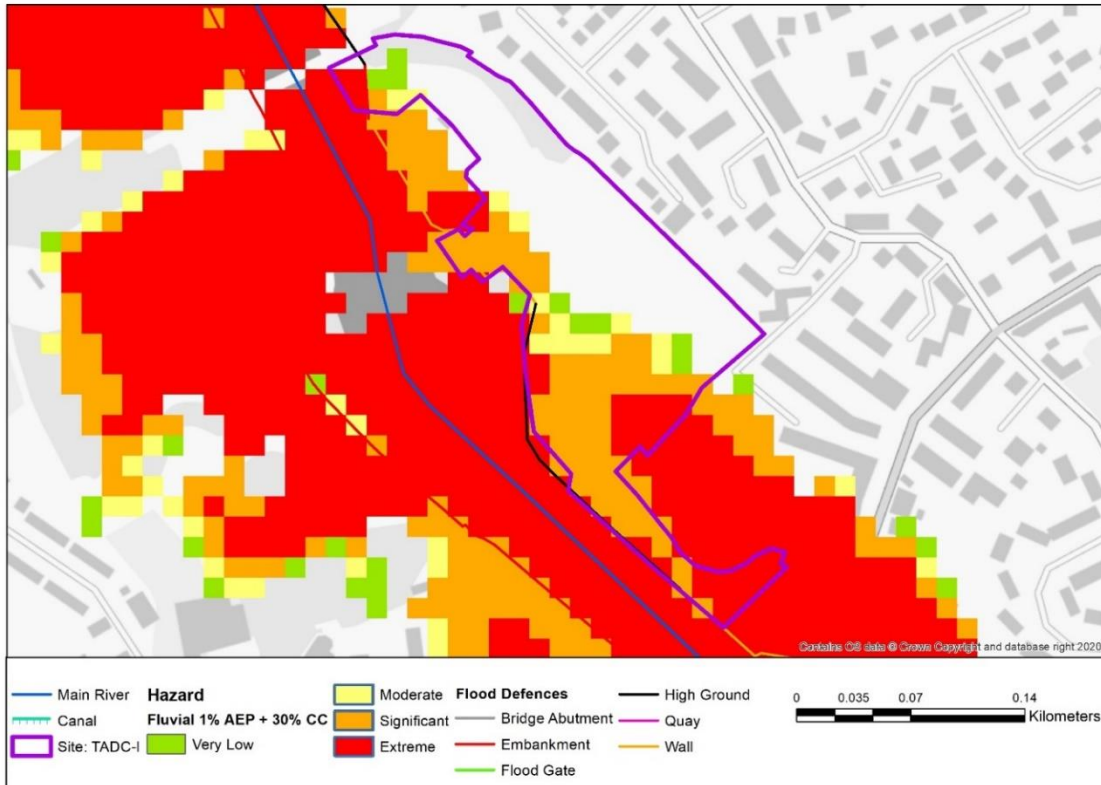 Contains OS data © Crown Copyright and database right 2020
Main River
Canal
Site: TADC-I
Hazard
Fluvial 1% AEP + 30% CC
Very Low
Moderate
Significant
Extreme
Flood Defences
Bridge Abutment
Embankment
Flood Gate
High Ground
Quay
Wall
0 0.035 0.07 0.14
Kilometers